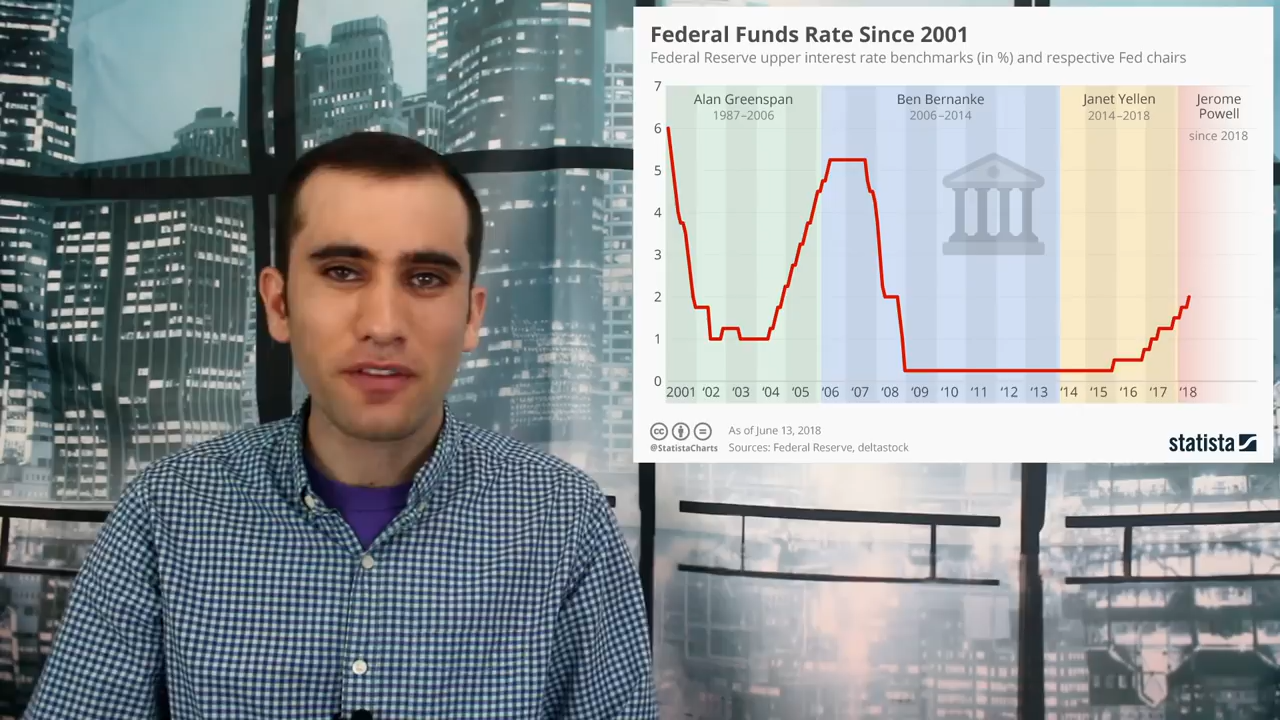 Federal Funds Rate Since 2001
Federal Reserve upper interest rate benchmarks (in %) and respective Fed chairs
7
Alan Greenspan
1987–2006
Ben Bernanke
2006–2014
Janet Yellen
2014–2018
Jerome
Powell
since 2018
6
5
4
3
2
1
0
2001 ‘02 ‘03 ‘04 ‘05 ‘06 ‘07 ‘08 ‘09 ‘10 ‘11 ‘12 ‘13 ‘14 ‘15 ‘16 ‘17 ‘18
cc
@StatistaCharts
As of June 13, 2018
Sources: Federal Reserve, deltastock
statista